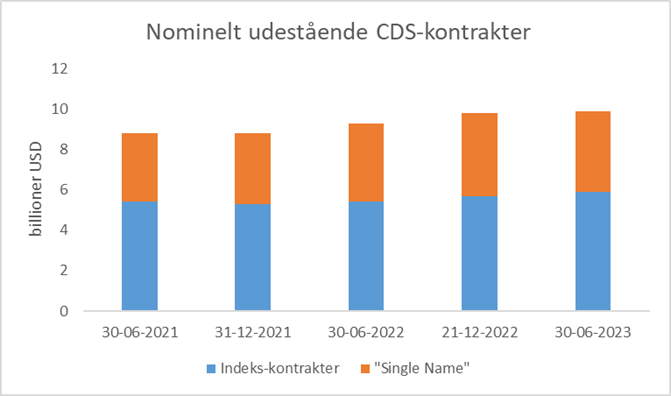 Nominelt udestående CDS-kontrakter
billioner USD
12
10
8
6
4
2
0
30-06-2021 31-12-2021 30-06-2022 21-12-2022 30-06-2023
Indeks-kontrakter "Single Name"